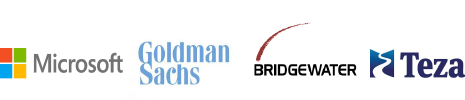 Microsoft
Goldman
Sachs
BRIDGEWATER
Teza